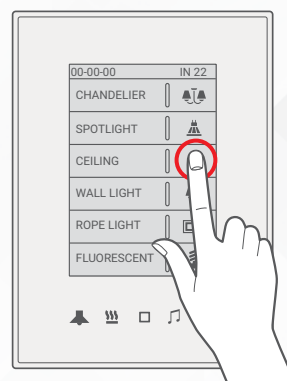 00-00-00 IN 22
CHANDELIER
SPOTLIGHT
CEILING
WALL LIGHT
ROPE LIGHT
FLUORESCENT